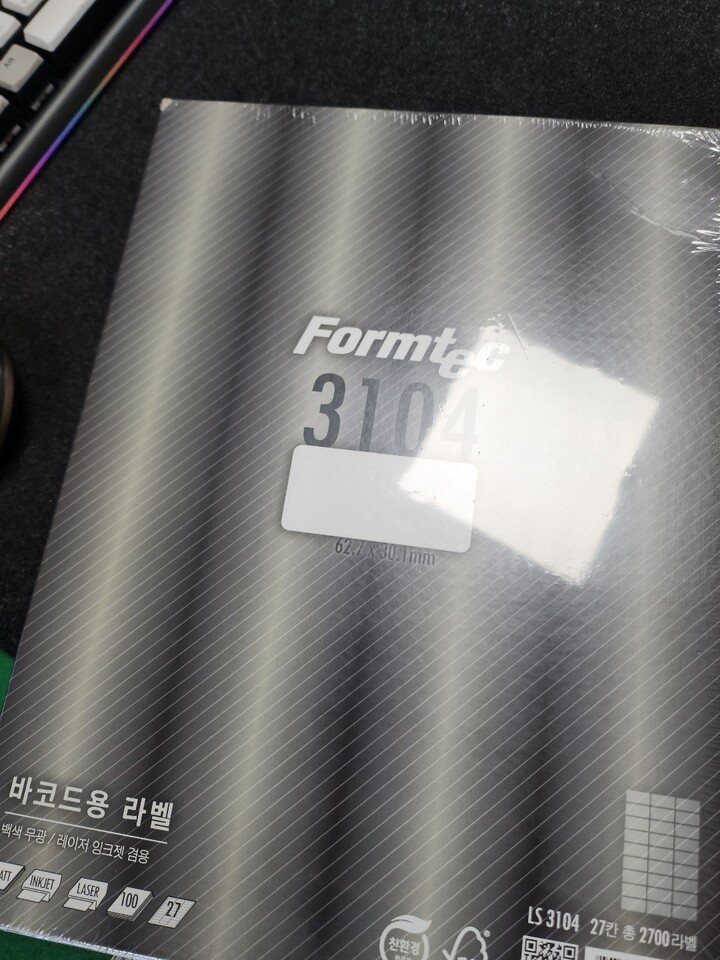 Formtec
3104
62.7 x 30.1mm
바코드용 라벨
백색 무광 / 레이저 잉크젯 겸용
INKJET
LASER
100
27
친환경
LS 3104 27칸 총 2700라벨